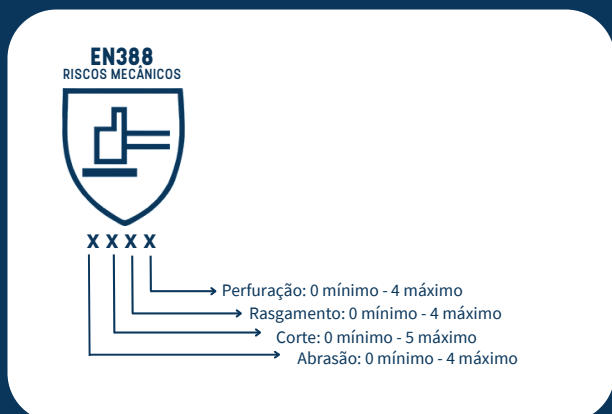 EN388
RISCOS MECÂNICOS
X X X X
Perfuração: 0 mínimo - 4 máximo
Rasgamento: 0 mínimo - 4 máximo
Corte: 0 mínimo - 5 máximo
Abrasão: 0 mínimo - 4 máximo